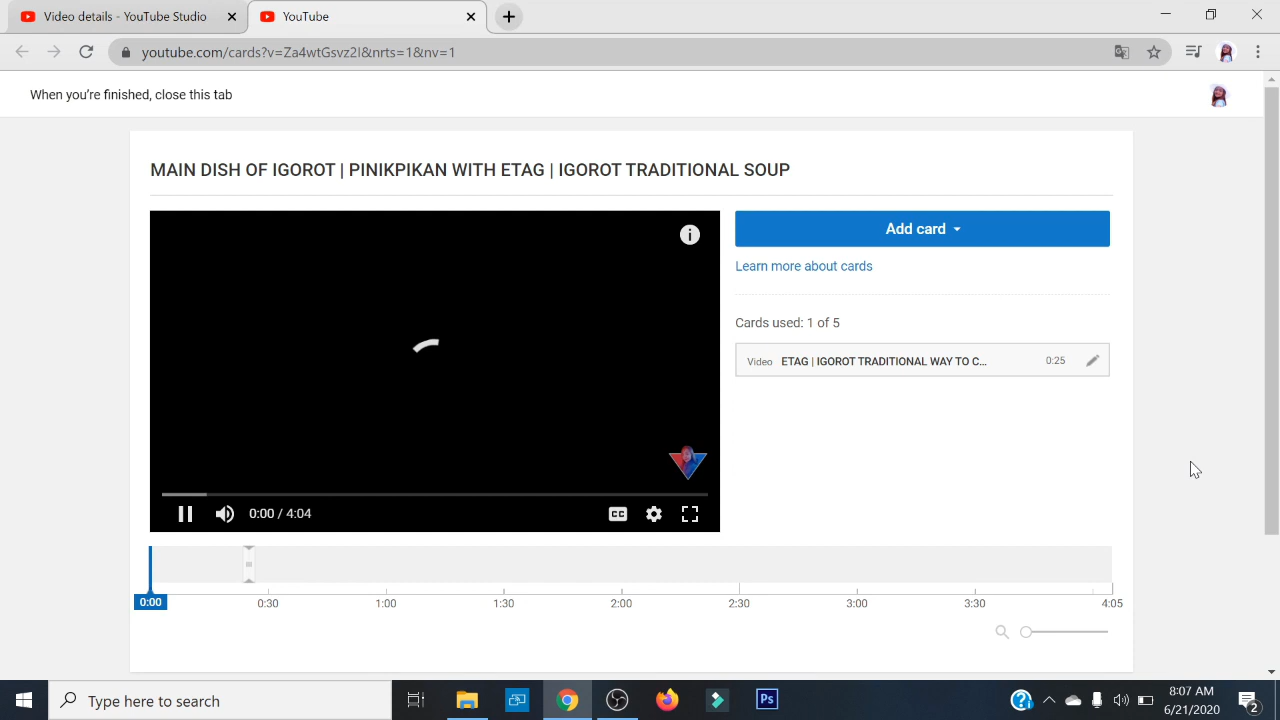 Video details - YouTube Studio
YouTube
youtube.com/cards?v=Za4wtGsvz2I&nrts=1&nv=1
When you're finished, close this tab
MAIN DISH OF IGOROT | PINIKPIKAN WITH ETAG | IGOROT TRADITIONAL SOUP
i
Add card
Learn more about cards
Cards used: 1 of 5
Video ETAG | IGOROT TRADITIONAL WAY TO C... 0:25
0:00 / 4:04
CC
0:00 0:30 1:00 1:30 2:00 2:30 3:00 3:30 4:05
Type here to search
Ps
?
8:07 AM
6/21/2020
2